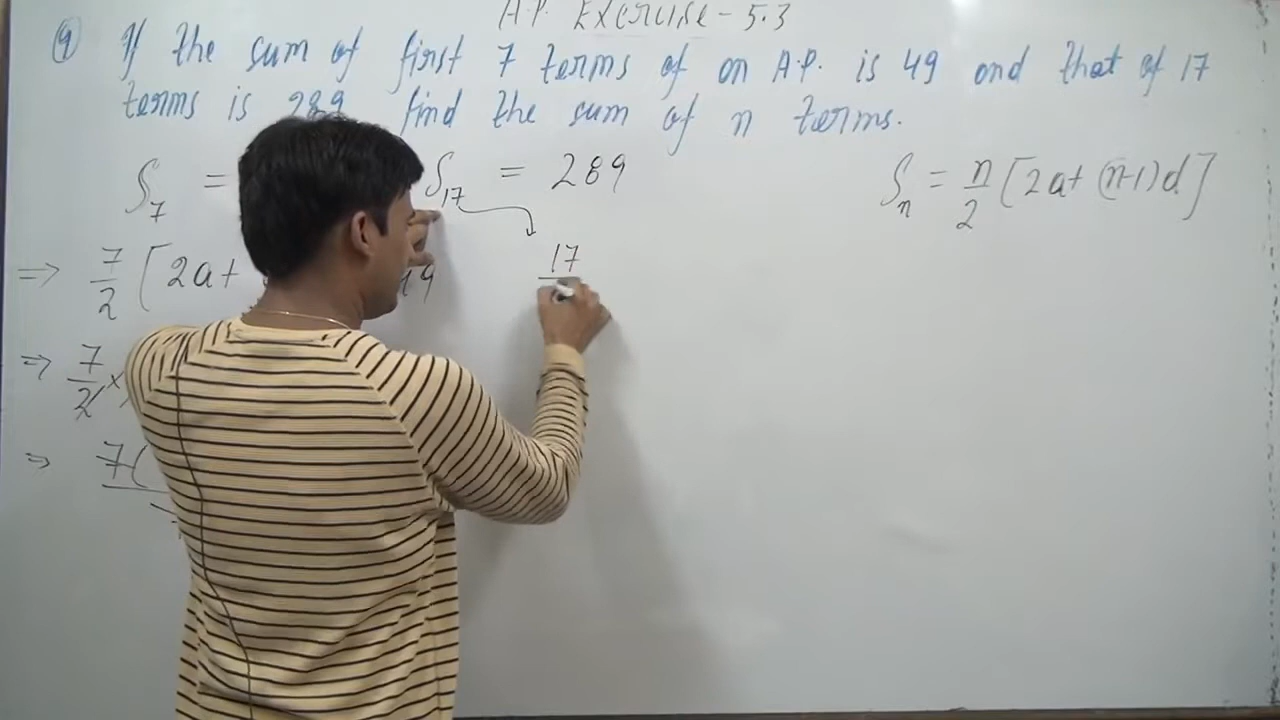 A.P. Exercise - 5.3
9 If the sum of first 7 terms of an A.P. is 49 and that of 17
terms is 289 find the sum of n terms.
S₇ =
S₁₇ = 289
Sₙ = n/2 [2a + (n-1)d]
⇒ 7/2 [2a +
49
17
⇒ 7/2 ×
⇒ 7(